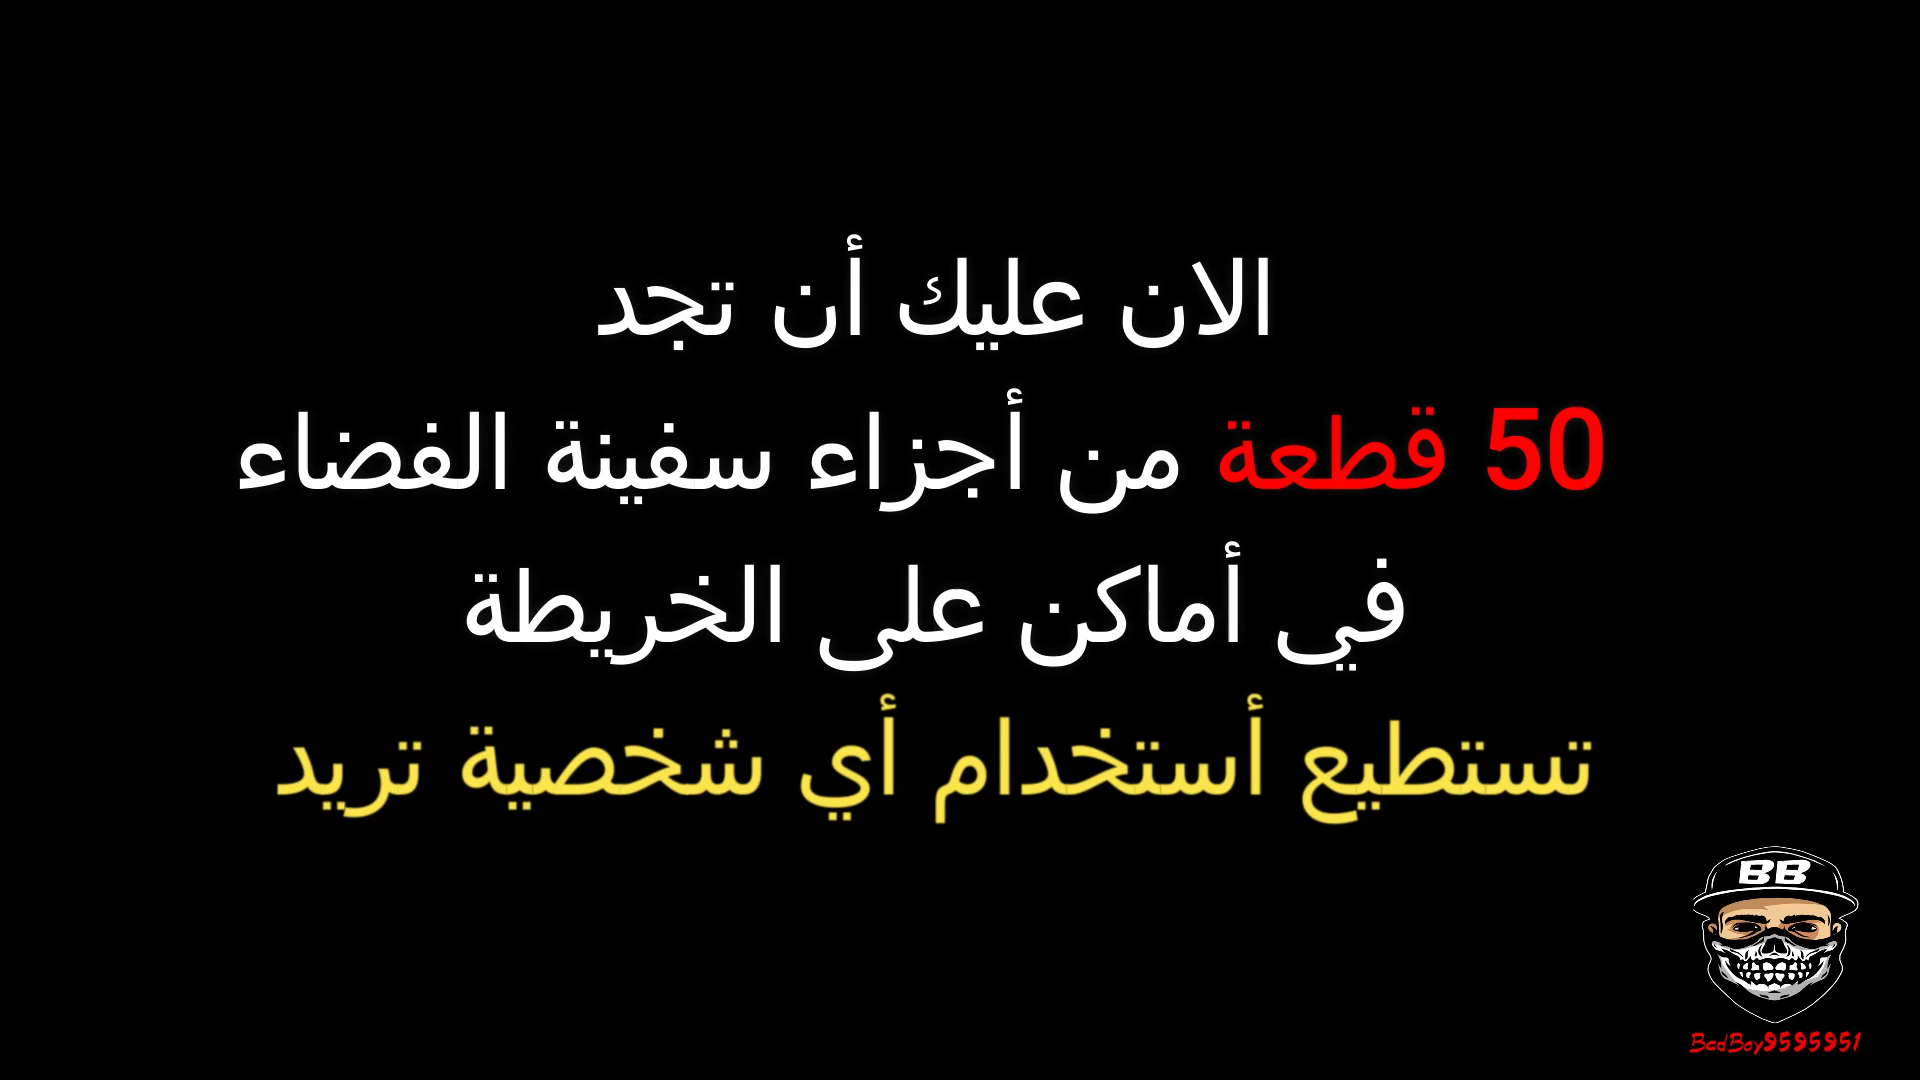 الان عليك أن تجد
50 قطعة من أجزاء سفينة الفضاء
في أماكن على الخريطة
تستطيع أستخدام أي شخصية تريد
BB
BadBoy9595951